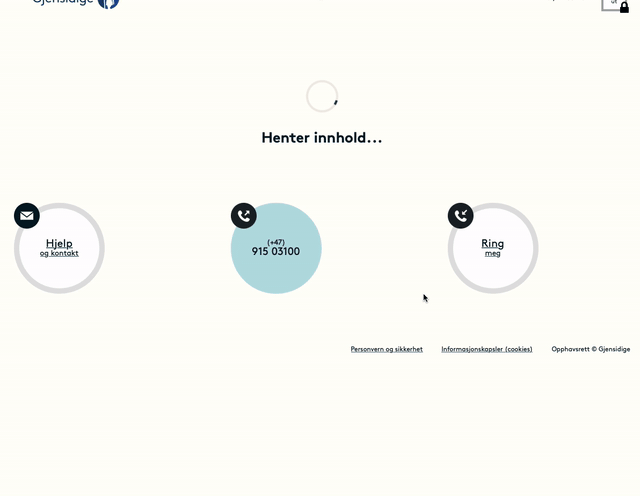 Gjensidige
Henter innhold...
Hjelp
og kontakt
(+47)
915 03100
Ring
meg
Personvern og sikkerhet
Informasjonskapsler (cookies)
Opphavsrett © Gjensidige